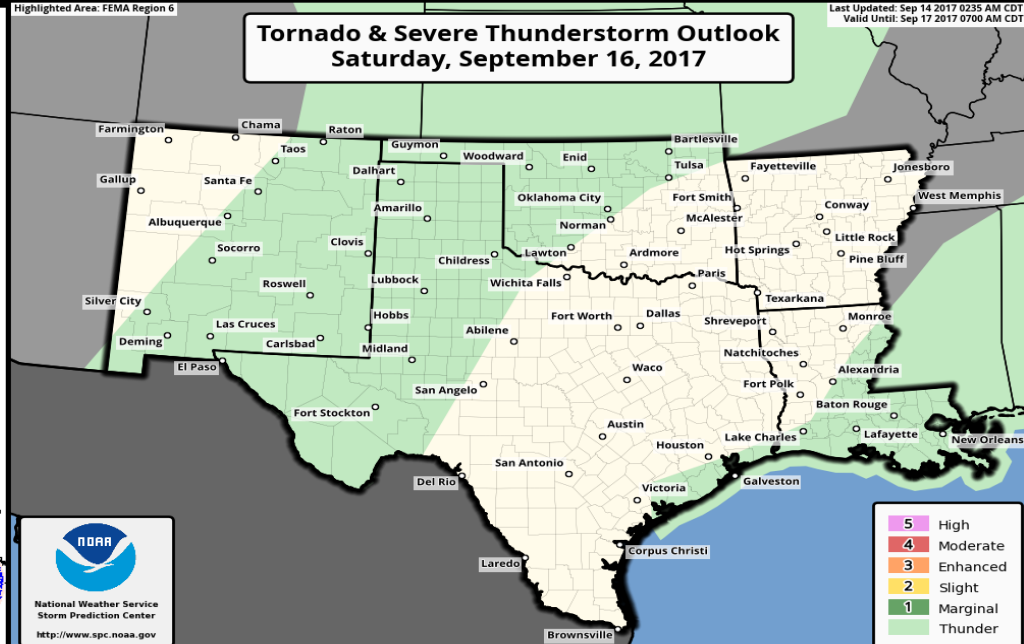 Highlighted Area: FEMA Region 6
Last Updated: Sep 14 2017 0235 AM CDT
Valid Until: Sep 17 2017 0700 AM CDT
Tornado & Severe Thunderstorm Outlook
Saturday, September 16, 2017
Farmington
Chama
Raton
Taos
Guymon
Woodward
Enid
Bartlesville
Tulsa
Fayetteville
Jonesboro
Gallup
Santa Fe
Dalhart
Oklahoma City
Fort Smith
West Memphis
Albuquerque
Amarillo
Norman
McAlester
Conway
Little Rock
Socorro
Clovis
Childress
Lawton
Ardmore
Hot Springs
Pine Bluff
Roswell
Lubbock
Wichita Falls
Paris
Texarkana
Silver City
Las Cruces
Hobbs
Abilene
Fort Worth
Dallas
Shreveport
Monroe
Deming
Carlsbad
Midland
Natchitoches
El Paso
San Angelo
Waco
Fort Polk
Alexandria
Fort Stockton
Austin
Baton Rouge
Houston
Lake Charles
Lafayette
New Orleans
Del Rio
San Antonio
Galveston
Victoria
Corpus Christi
Laredo
Brownsville
NOAA
National Weather Service
Storm Prediction Center
http://www.spc.noaa.gov
5 High
4 Moderate
3 Enhanced
2 Slight
1 Marginal
Thunder